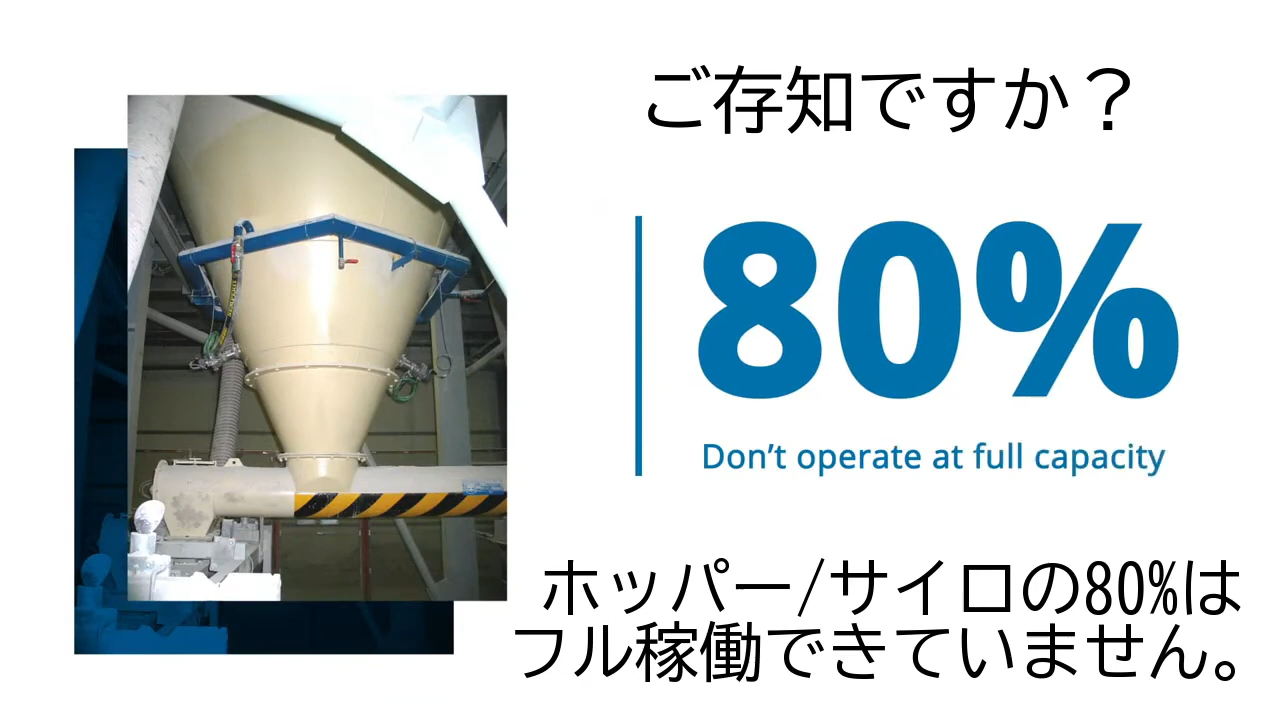 ご存知ですか？
80%
Don't operate at full capacity
ホッパー/サイロの80%は
フル稼働できていません。